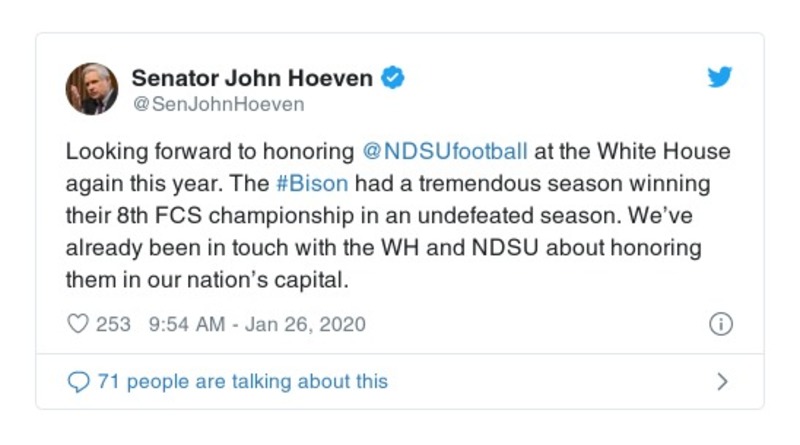 Senator John Hoeven
@SenJohnHoeven
Looking forward to honoring @NDSUfootball at the White House
again this year. The #Bison had a tremendous season winning
their 8th FCS championship in an undefeated season. We’ve
already been in touch with the WH and NDSU about honoring
them in our nation’s capital.
253 9:54 AM - Jan 26, 2020
71 people are talking about this